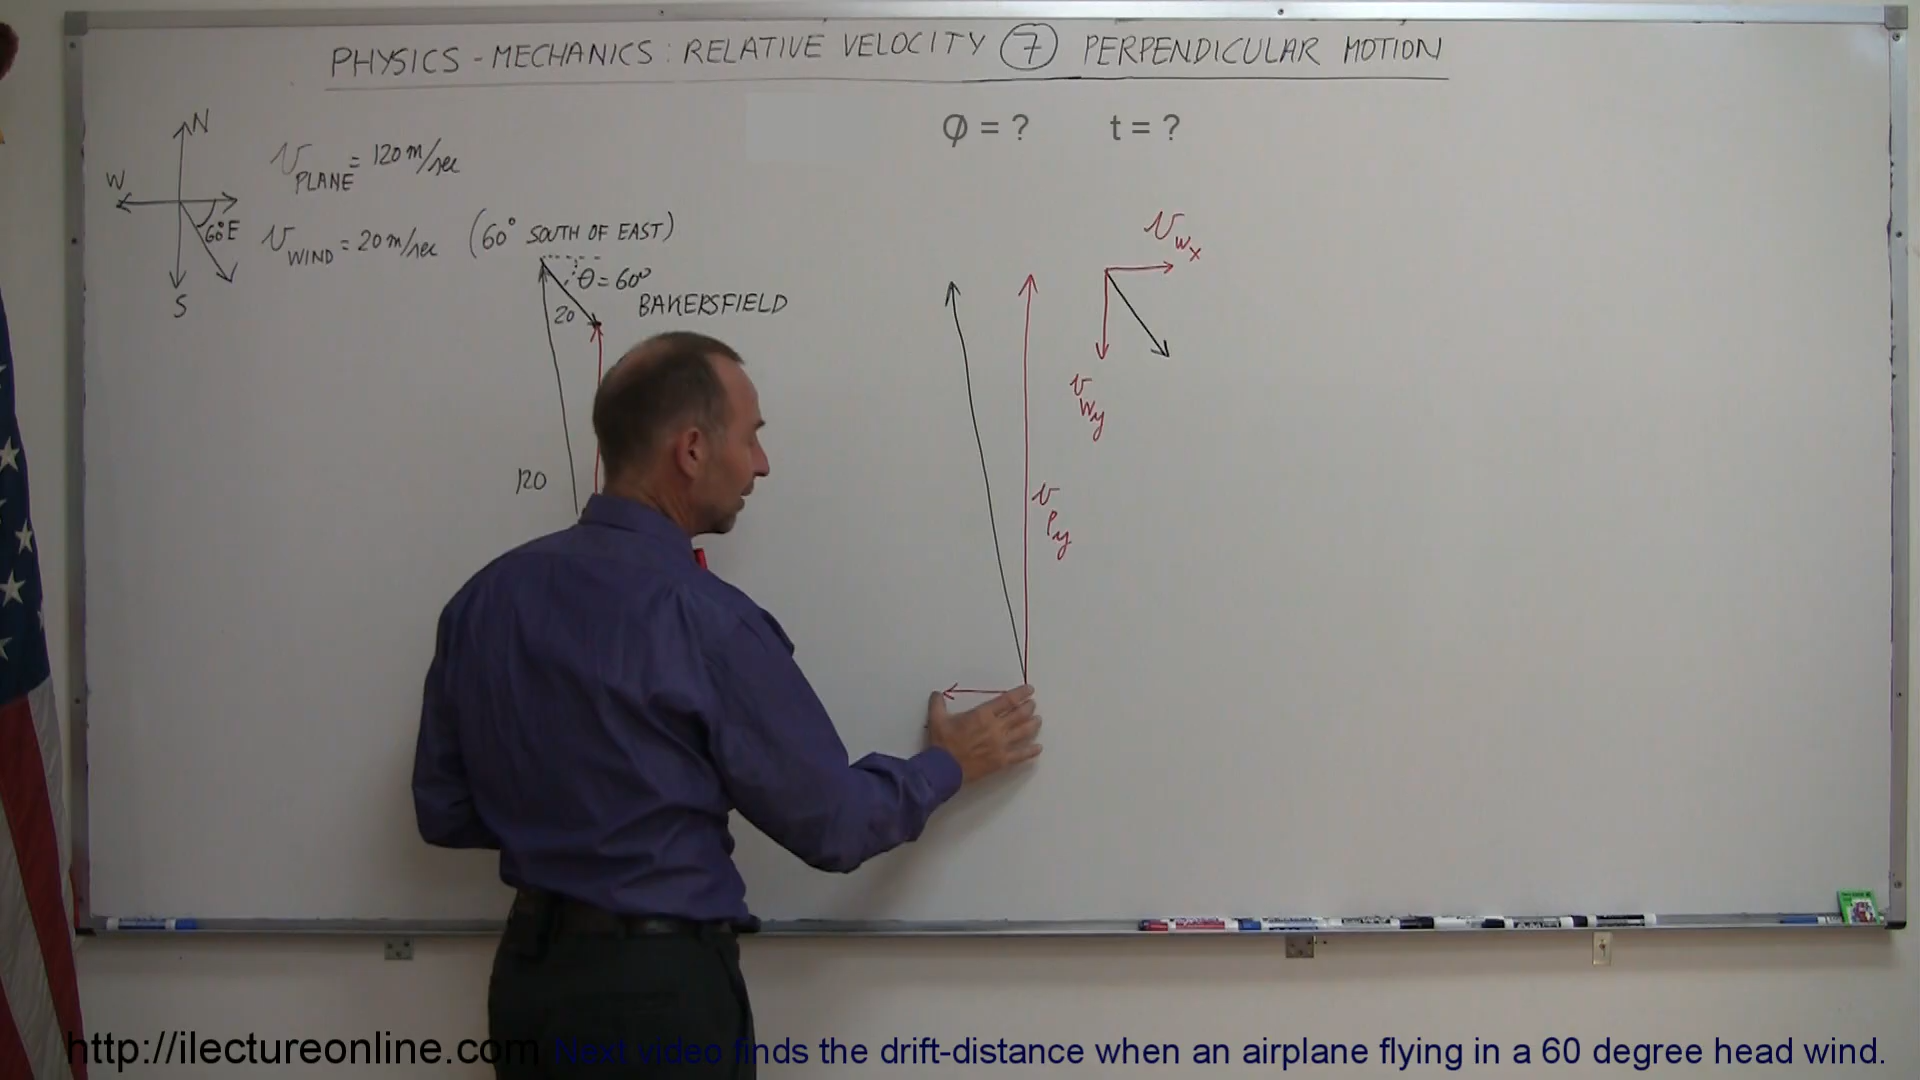 PHYSICS - MECHANICS: RELATIVE VELOCITY 7 PERPENDICULAR MOTION
φ = ? t = ?
N
W
60° E
S
V PLANE = 120 m/sec
V WIND = 20 m/sec (60° SOUTH OF EAST)
θ = 60°
20
BAKERSFIELD
120
V Wx
V Wy
V Py
http://ilectureonline.com Next video finds the drift-distance when an airplane flying in a 60 degree head wind.